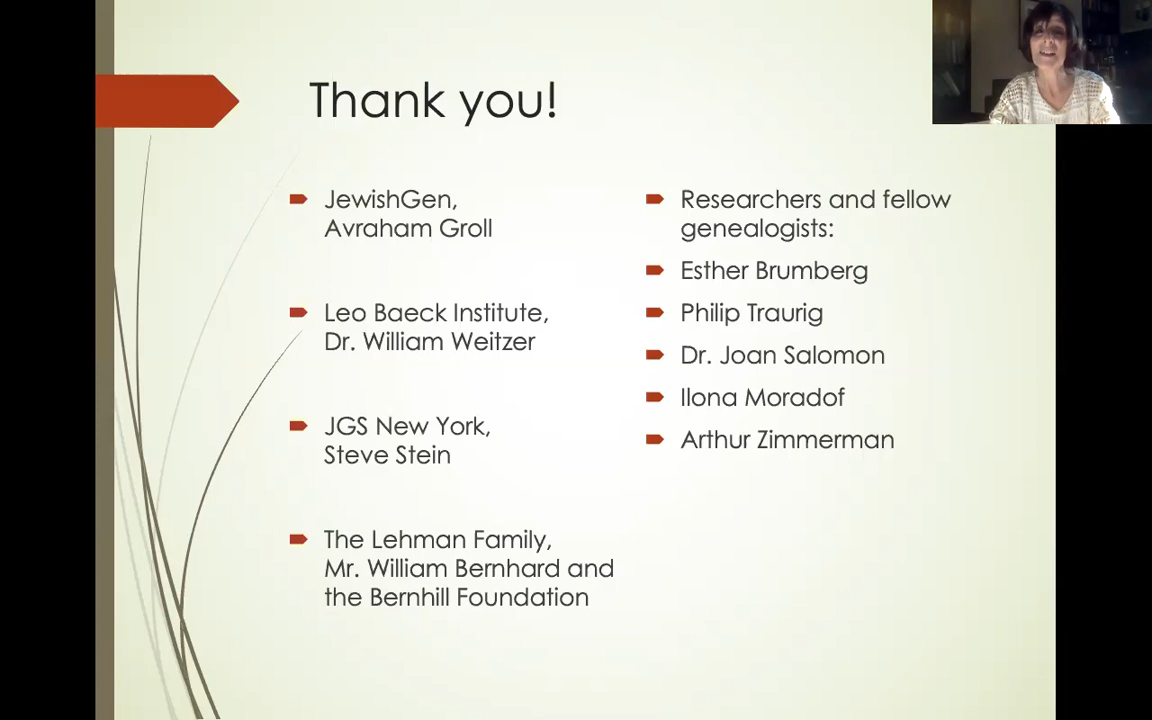 Thank you!
JewishGen,
Avraham Groll
Leo Baeck Institute,
Dr. William Weitzer
JGS New York,
Steve Stein
The Lehman Family,
Mr. William Bernhard and
the Bernhill Foundation
Researchers and fellow
genealogists:
Esther Brumberg
Philip Traurig
Dr. Joan Salomon
Ilona Moradof
Arthur Zimmerman